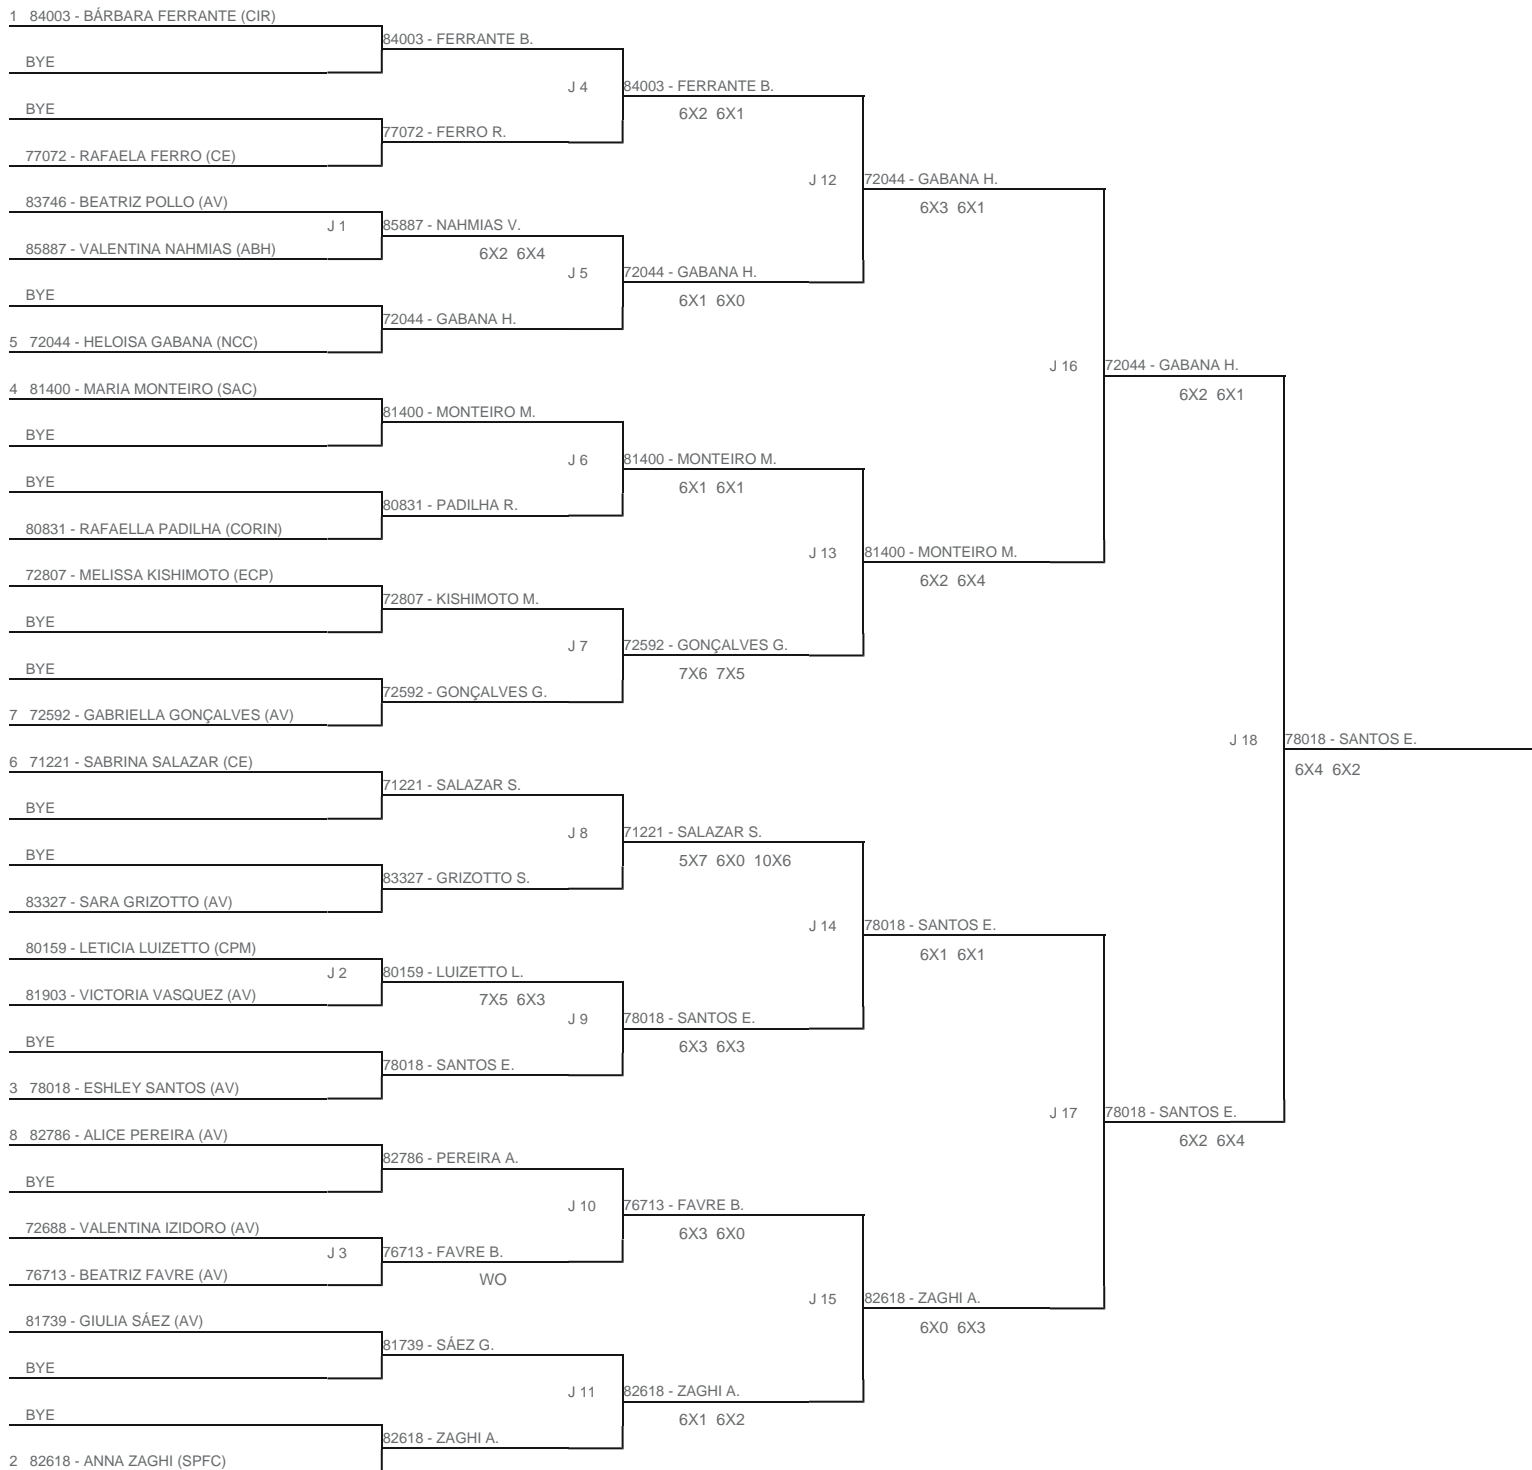 1 84003 - BÁRBARA FERRANTE (CIR)
84003 - FERRANTE B.
BYE
J 4 84003 - FERRANTE B.
6X2 6X1
BYE
77072 - FERRO R.
77072 - RAFAELA FERRO (CE)
J 12 72044 - GABANA H.
6X3 6X1
83746 - BEATRIZ POLLO (AV)
J 1 85887 - NAHMIAS V.
6X2 6X4
85887 - VALENTINA NAHMIAS (ABH)
J 5 72044 - GABANA H.
6X1 6X0
BYE
72044 - GABANA H.
5 72044 - HELOISA GABANA (NCC)
J 16 72044 - GABANA H.
6X2 6X1
4 81400 - MARIA MONTEIRO (SAC)
81400 - MONTEIRO M.
BYE
J 6 81400 - MONTEIRO M.
6X1 6X1
BYE
80831 - PADILHA R.
80831 - RAFAELLA PADILHA (CORIN)
J 13 81400 - MONTEIRO M.
6X2 6X4
72807 - MELISSA KISHIMOTO (ECP)
72807 - KISHIMOTO M.
BYE
J 7 72592 - GONÇALVES G.
7X6 7X5
BYE
72592 - GONÇALVES G.
7 72592 - GABRIELLA GONÇALVES (AV)
J 18 78018 - SANTOS E.
6X4 6X2
6 71221 - SABRINA SALAZAR (CE)
71221 - SALAZAR S.
BYE
J 8 71221 - SALAZAR S.
5X7 6X0 10X6
BYE
83327 - GRIZOTTO S.
83327 - SARA GRIZOTTO (AV)
J 14 78018 - SANTOS E.
6X1 6X1
80159 - LETICIA LUIZETTO (CPM)
J 2 80159 - LUIZETTO L.
7X5 6X3
81903 - VICTORIA VASQUEZ (AV)
J 9 78018 - SANTOS E.
6X3 6X3
BYE
78018 - SANTOS E.
3 78018 - ESHLEY SANTOS (AV)
J 17 78018 - SANTOS E.
6X2 6X4
8 82786 - ALICE PEREIRA (AV)
82786 - PEREIRA A.
BYE
J 10 76713 - FAVRE B.
6X3 6X0
72688 - VALENTINA IZIDORO (AV)
J 3 76713 - FAVRE B.
WO
76713 - BEATRIZ FAVRE (AV)
J 15 82618 - ZAGHI A.
6X0 6X3
81739 - GIULIA SÁEZ (AV)
81739 - SÁEZ G.
BYE
J 11 82618 - ZAGHI A.
6X1 6X2
BYE
82618 - ZAGHI A.
2 82618 - ANNA ZAGHI (SPFC)